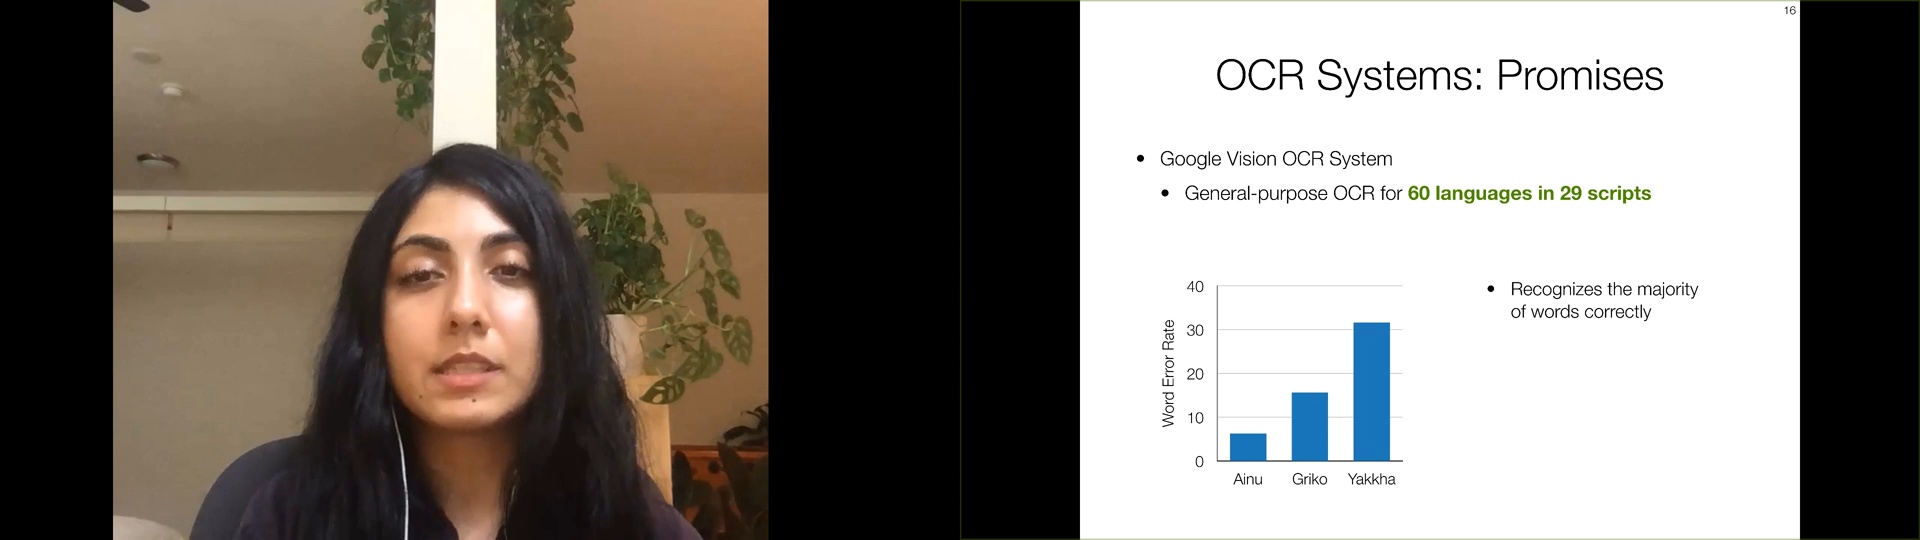 16
OCR Systems: Promises
• Google Vision OCR System
• General-purpose OCR for 60 languages in 29 scripts
40
30
20
10
0
Word Error Rate
Ainu Griko Yakkha
• Recognizes the majority
of words correctly